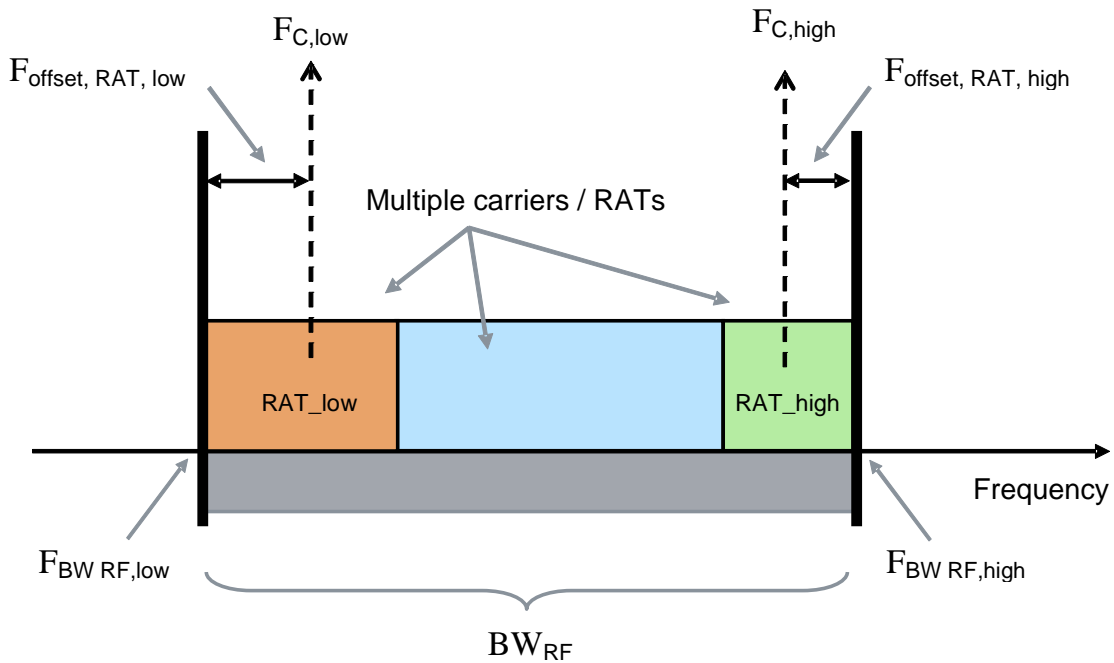 F_C,low
F_C,high
F_offset, RAT, low
F_offset, RAT, high
Multiple carriers / RATs
RAT_low
RAT_high
Frequency
F_BW RF,low
F_BW RF,high
BW_RF